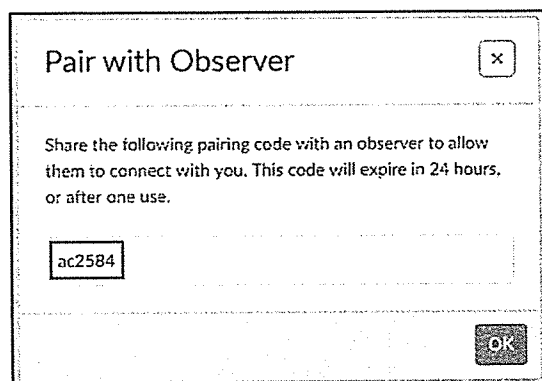 Pair with Observer
×
Share the following pairing code with an observer to allow
them to connect with you. This code will expire in 24 hours,
or after one use.
ac2584
OK